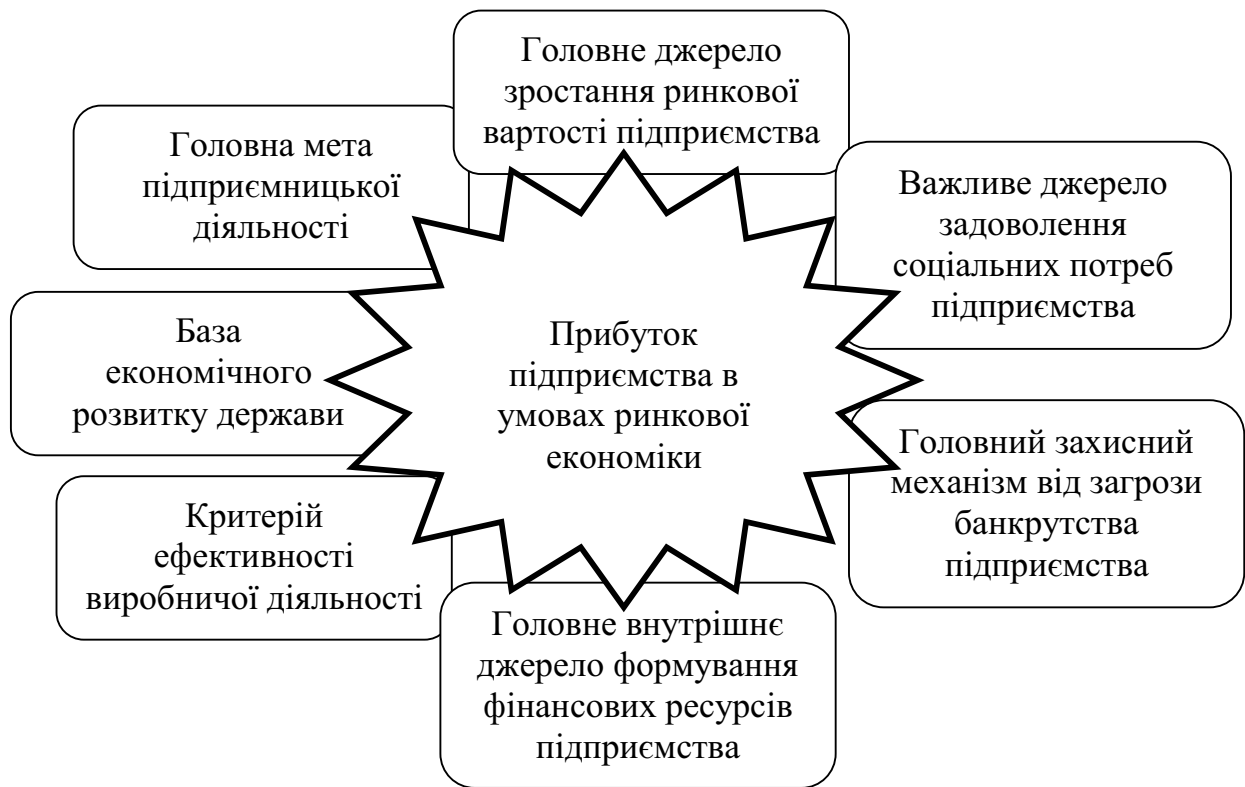 Головне джерело
зростання ринкової
вартості підприємства
Головна мета
підприємницької
діяльності
Важливе джерело
задоволення
соціальних потреб
підприємства
База
економічного
розвитку держави
Прибуток
підприємства в
умовах ринкової
економіки
Головний захисний
механізм від загрози
банкрутства
підприємства
Критерій
ефективності
виробничої діяльності
Головне внутрішнє
джерело формування
фінансових ресурсів
підприємства